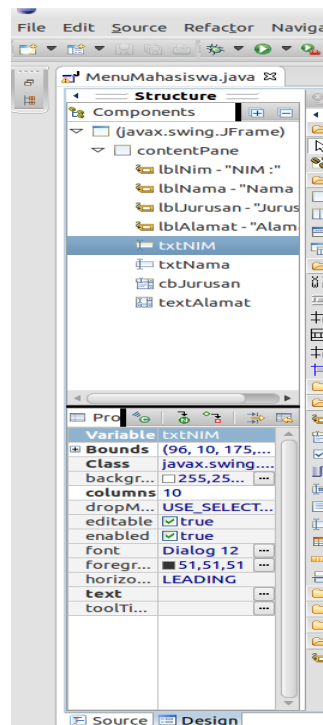 File Edit Source Refactor Naviga
MenuMahasiswa.java
Structure
Components
(javax.swing.JFrame)
contentPane
lblNim - "NIM :"
lblNama - "Nama
lblJurusan - "Jurus
lblAlamat - "Alam
txtNIM
txtNama
cbJurusan
textAlamat
Pro
Variable txtNIM
Bounds (96, 10, 175,...
Class javax.swing....
backgr... 255,25... ...
columns 10
dropM... USE_SELECT...
editable true
enabled true
font Dialog 12 ...
foregr... 51,51,51 ...
horizo... LEADING
text ...
toolTi... ...
Source Design